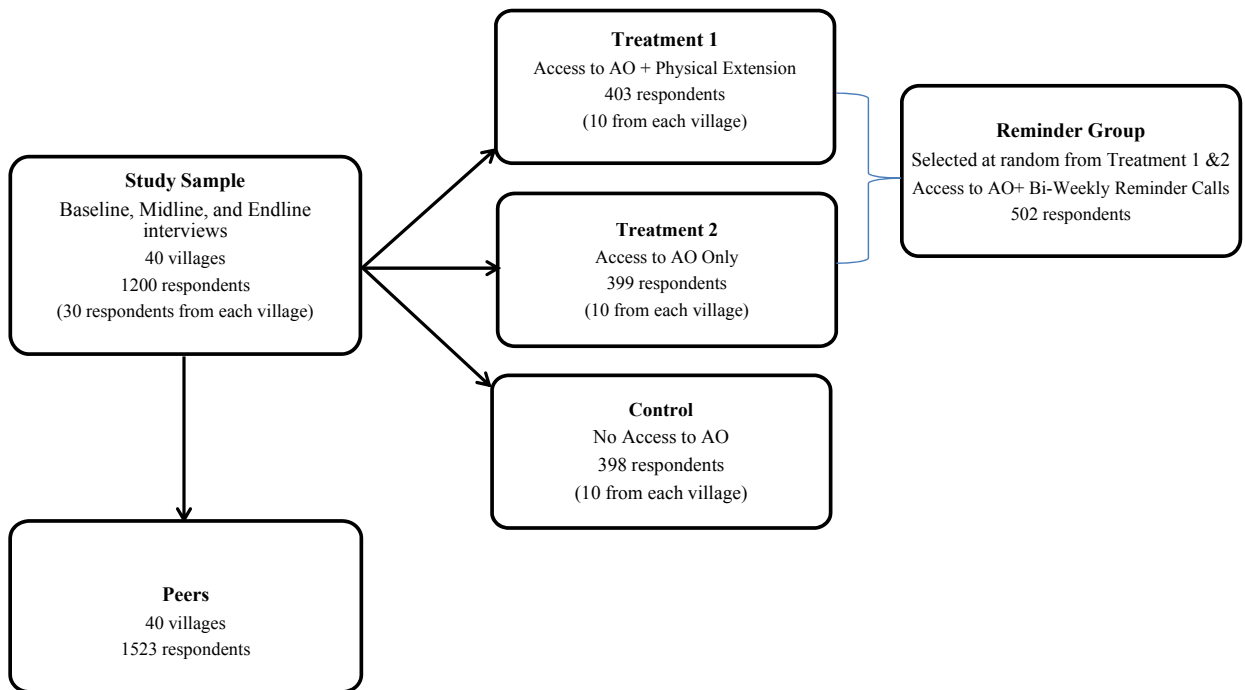 Study Sample
Baseline, Midline, and Endline
interviews
40 villages
1200 respondents
(30 respondents from each village)
Treatment 1
Access to AO + Physical Extension
403 respondents
(10 from each village)
Treatment 2
Access to AO Only
399 respondents
(10 from each village)
Control
No Access to AO
398 respondents
(10 from each village)
Reminder Group
Selected at random from Treatment 1 &2
Access to AO+ Bi-Weekly Reminder Calls
502 respondents
Peers
40 villages
1523 respondents